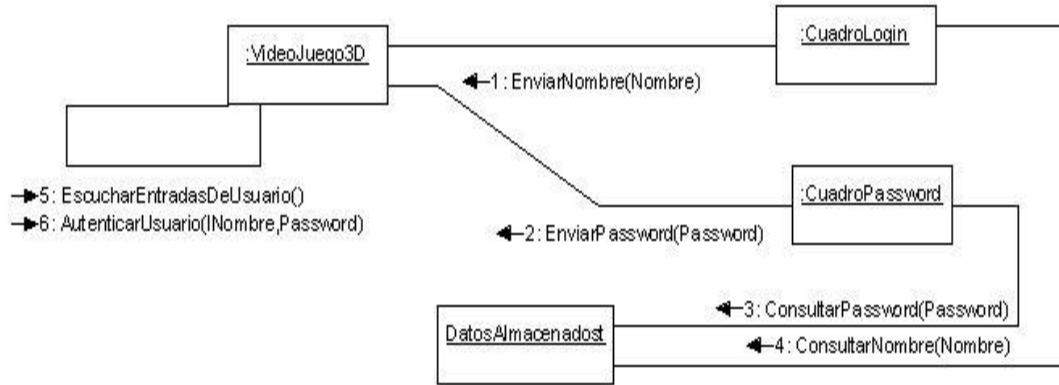 :VideoJuego3D
:CuadroLogin
1: EnviarNombre(Nombre)
5: EscucharEntradasDeUsuario()
6: AutenticarUsuario(INombre,Password)
:CuadroPassword
2: EnviarPassword(Password)
3: ConsultarPassword(Password)
DatosAlmacenadost
4: ConsultarNombre(Nombre)